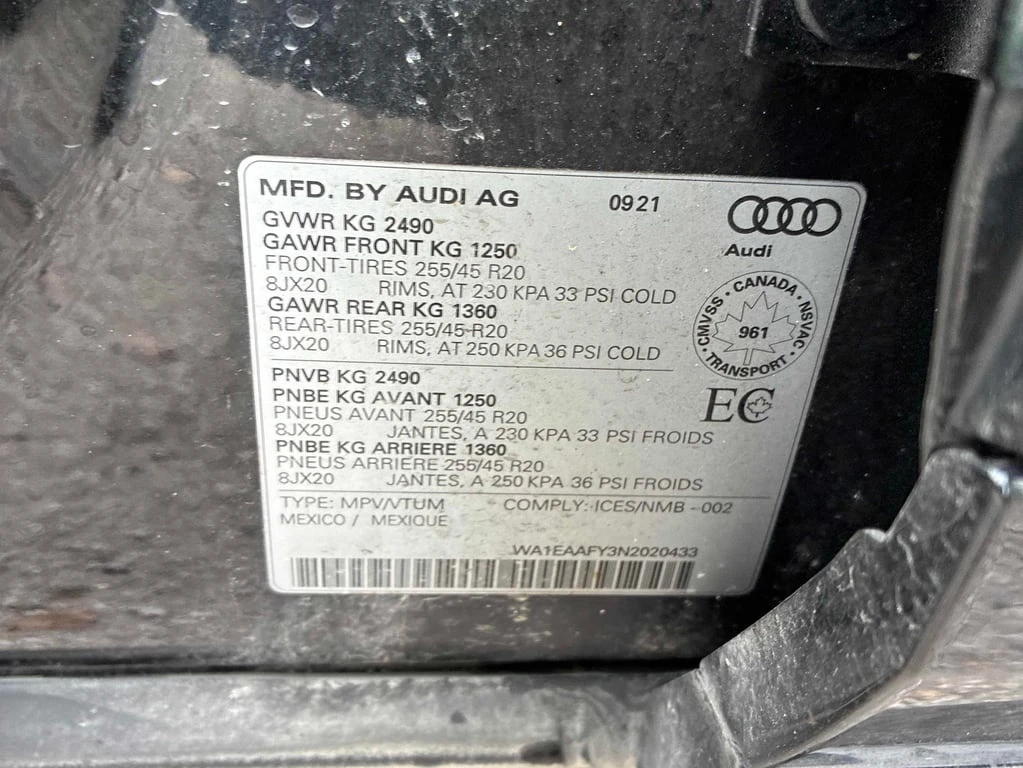 MFD. BY AUDI AG 0921
Audi
GVWR KG 2490
GAWR FRONT KG 1250
FRONT-TIRES 255/45 R20
8JX20 RIMS, AT 230 KPA 33 PSI COLD
GAWR REAR KG 1360
REAR-TIRES 255/45 R20
8JX20 RIMS, AT 250 KPA 36 PSI COLD
CANADA · NSVAC · TRANSPORT · CMVSS ·
961
PNVB KG 2490
PNBE KG AVANT 1250
PNEUS AVANT 255/45 R20
8JX20 JANTES, A 230 KPA 33 PSI FROIDS
PNBE KG ARRIERE 1360
PNEUS ARRIERE 255/45 R20
8JX20 JANTES, A 250 KPA 36 PSI FROIDS
EC
TYPE: MPV/VTUM COMPLY: ICES/NMB - 002
MEXICO / MEXIQUE
WA1EAAFY3N2020433